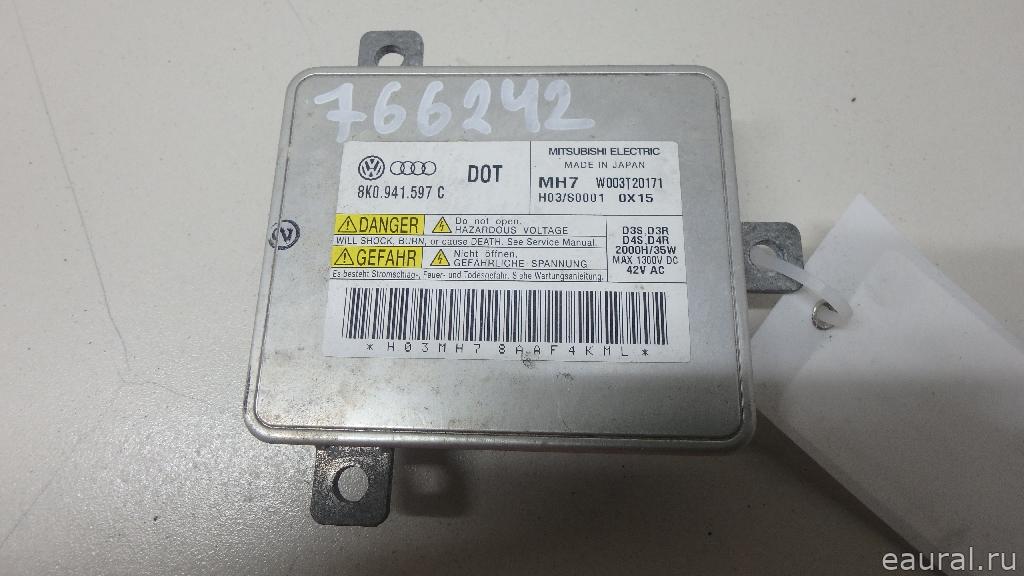 766242
8K0.941.597 C
DOT
MITSUBISHI ELECTRIC
MADE IN JAPAN
MH7 W003T20171
H03/S0001 0X15
DANGER
Do not open.
HAZARDOUS VOLTAGE
WILL SHOCK, BURN, or cause DEATH. See Service Manual.
GEFAHR
Nicht öffnen.
GEFÄHRLICHE SPANNUNG
Es besteht Stromschlag-, Feuer- und Todesgefahr. Siehe Wartungsanleitung.
D3S,D3R
D4S,D4R
2000H/35W
MAX 1300V DC
42V AC
*H03MH78AAF4KML*
eaural.ru